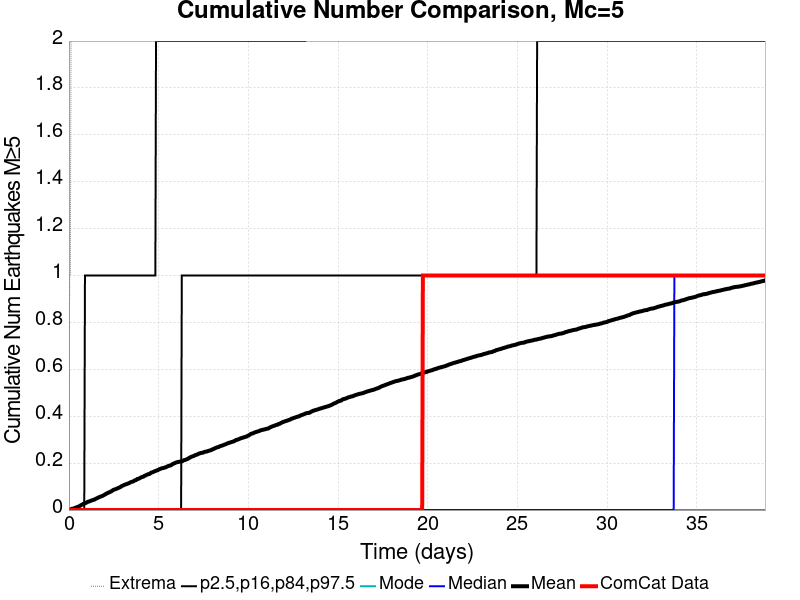 Cumulative Number Comparison, Mc=5
Cumulative Num Earthquakes M≥5
2
1.8
1.6
1.4
1.2
1
0.8
0.6
0.4
0.2
0
0 5 10 15 20 25 30 35
Time (days)
Extrema p2.5,p16,p84,p97.5 Mode Median Mean ComCat Data